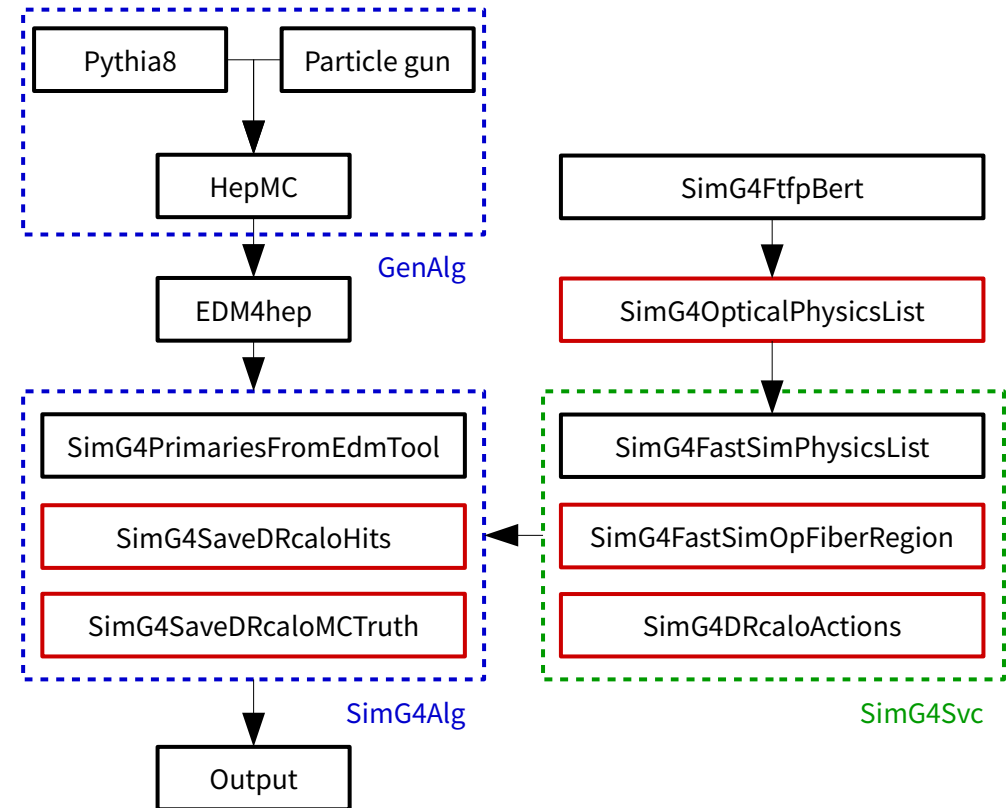 Pythia8
Particle gun
HepMC
GenAlg
EDM4hep
SimG4PrimariesFromEdmTool
SimG4SaveDRcaloHits
SimG4SaveDRcaloMCTruth
SimG4Alg
Output
SimG4FtfpBert
SimG4OpticalPhysicsList
SimG4FastSimPhysicsList
SimG4FastSimOpFiberRegion
SimG4DRcaloActions
SimG4Svc